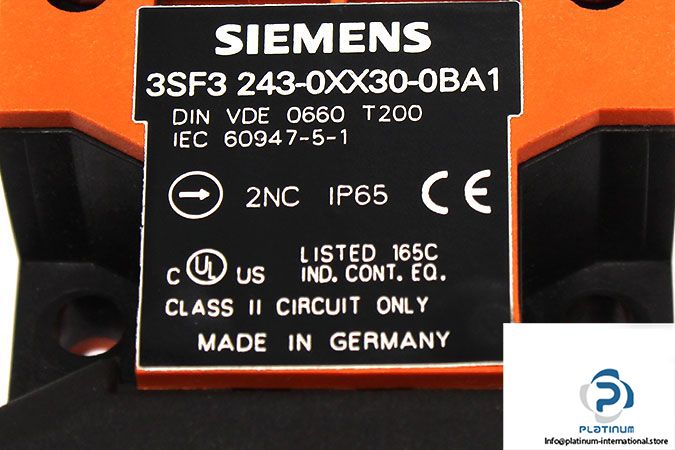 SIEMENS
3SF3 243-0XX30-0BA1
DIN VDE 0660 T200
IEC 60947-5-1
2NC IP65 CE
LISTED 165C
C UL US IND. CONT. EQ.
CLASS II CIRCUIT ONLY
MADE IN GERMANY
PLATINUM
Info@platinum-international.store